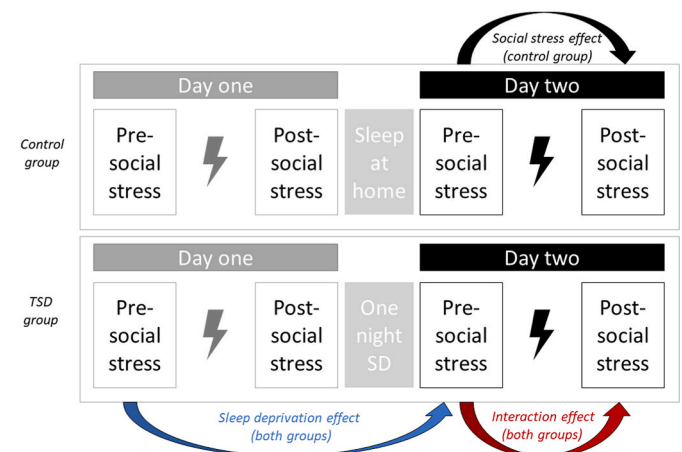 Social stress effect
(control group)
Day one
Day two
Control
group
Pre-
social
stress
Post-
social
stress
Sleep
at
home
Pre-
social
stress
Post-
social
stress
Day one
Day two
TSD
group
Pre-
social
stress
Post-
social
stress
One
night
SD
Pre-
social
stress
Post-
social
stress
Sleep deprivation effect
(both groups)
Interaction effect
(both groups)